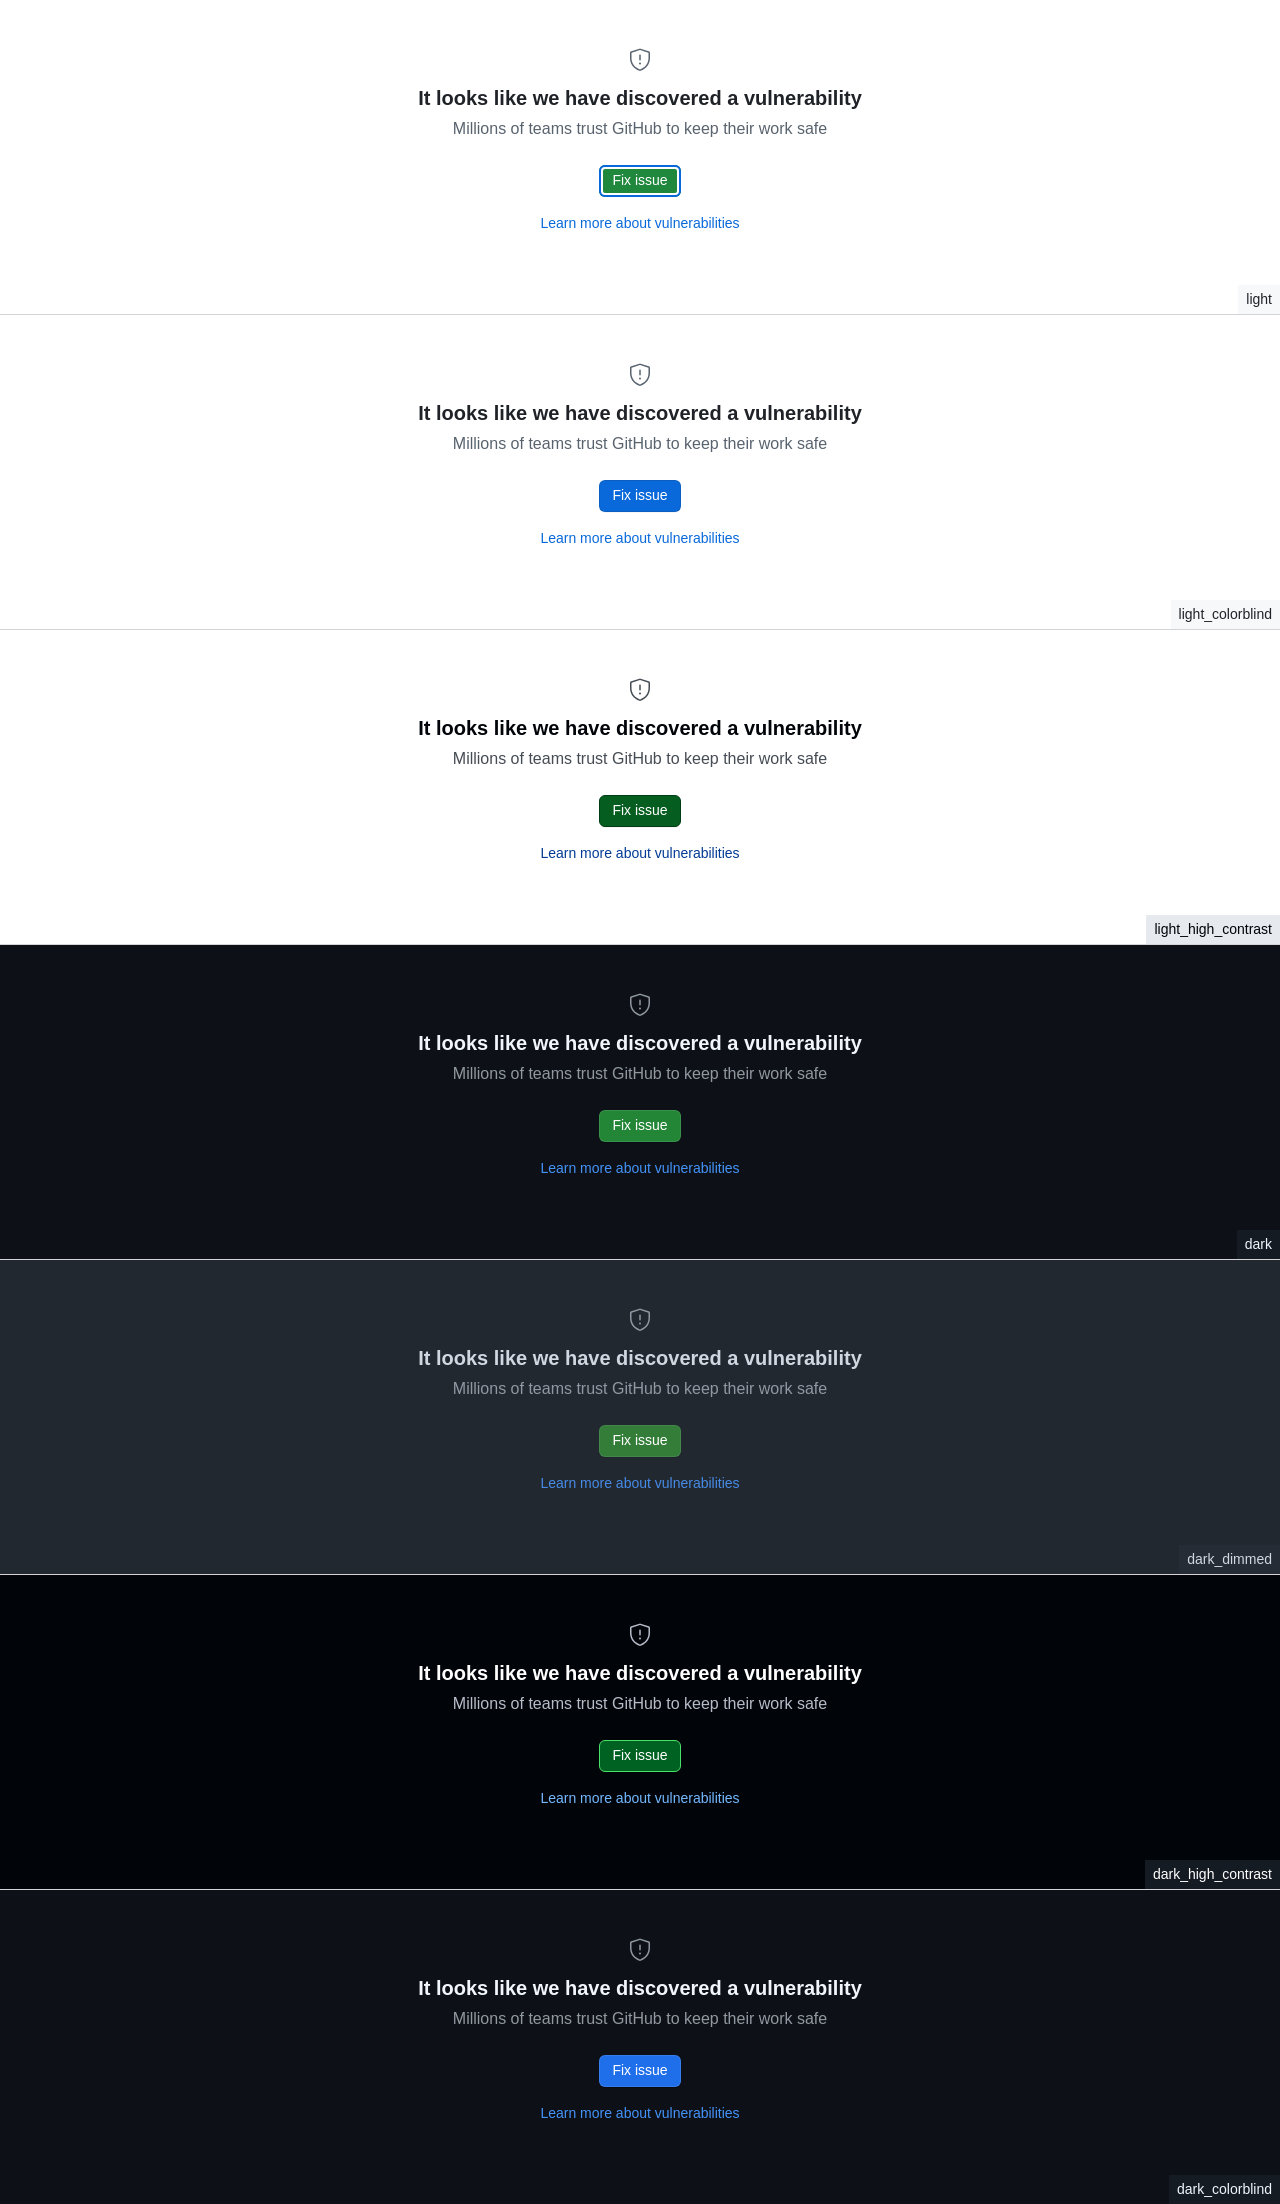 It looks like we have discovered a vulnerability
Millions of teams trust GitHub to keep their work safe
Fix issue
Learn more about vulnerabilities
light
It looks like we have discovered a vulnerability
Millions of teams trust GitHub to keep their work safe
Fix issue
Learn more about vulnerabilities
light_colorblind
It looks like we have discovered a vulnerability
Millions of teams trust GitHub to keep their work safe
Fix issue
Learn more about vulnerabilities
light_high_contrast
It looks like we have discovered a vulnerability
Millions of teams trust GitHub to keep their work safe
Fix issue
Learn more about vulnerabilities
dark
It looks like we have discovered a vulnerability
Millions of teams trust GitHub to keep their work safe
Fix issue
Learn more about vulnerabilities
dark_dimmed
It looks like we have discovered a vulnerability
Millions of teams trust GitHub to keep their work safe
Fix issue
Learn more about vulnerabilities
dark_high_contrast
It looks like we have discovered a vulnerability
Millions of teams trust GitHub to keep their work safe
Fix issue
Learn more about vulnerabilities
dark_colorblind